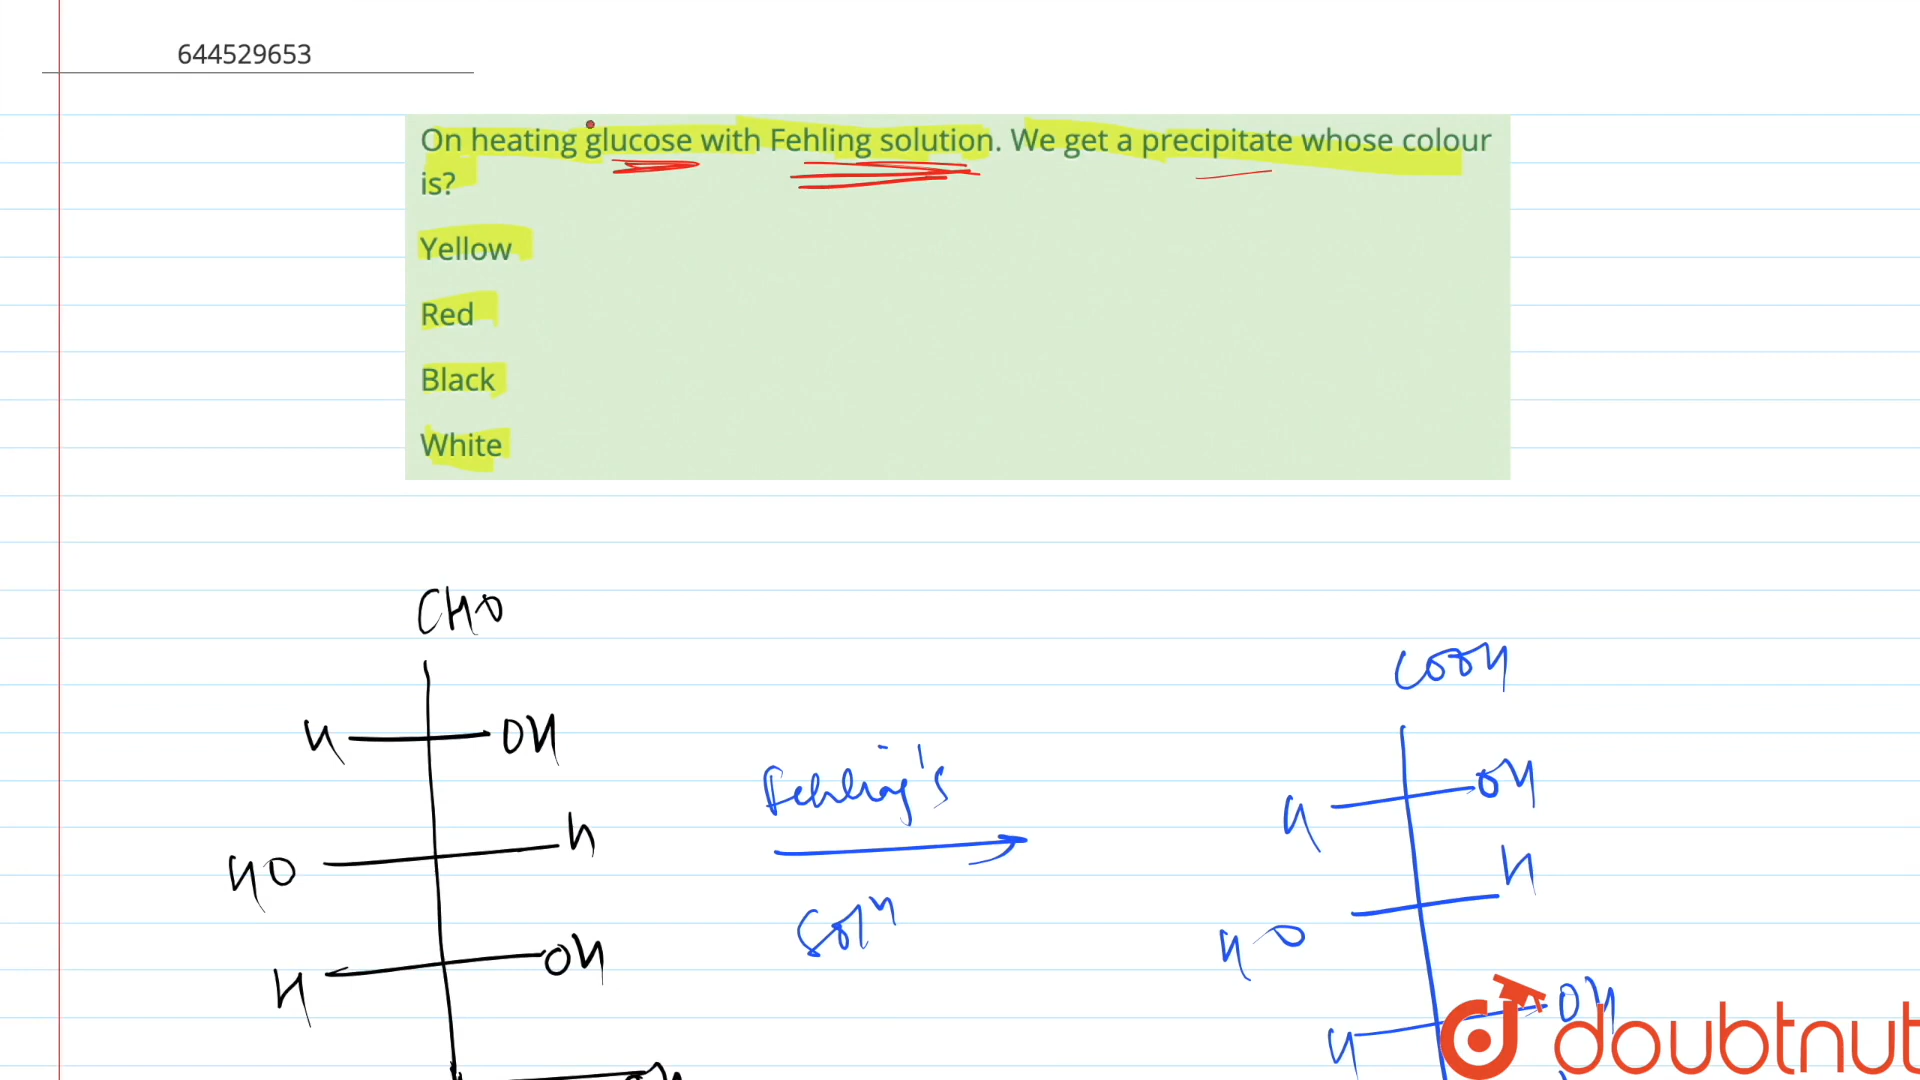 644529653
On heating glucose with Fehling solution. We get a precipitate whose colour
is?
Yellow
Red
Black
White
CHO
H OH
HO H
H OH
OH
Fehling's
Solⁿ
COOH
H OH
HO H
H OH
doubtnut